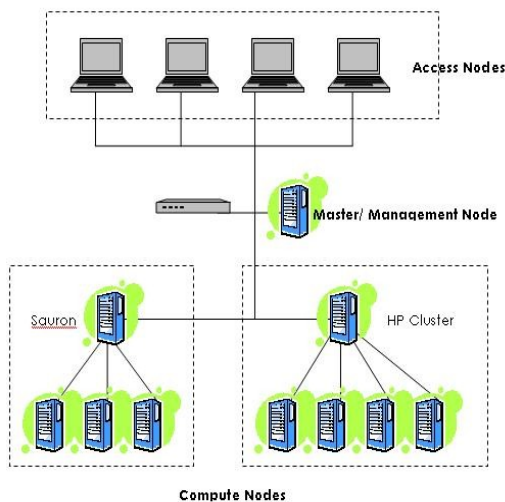 Access Nodes
Master/ Management Node
Sauron
HP Cluster
Compute Nodes